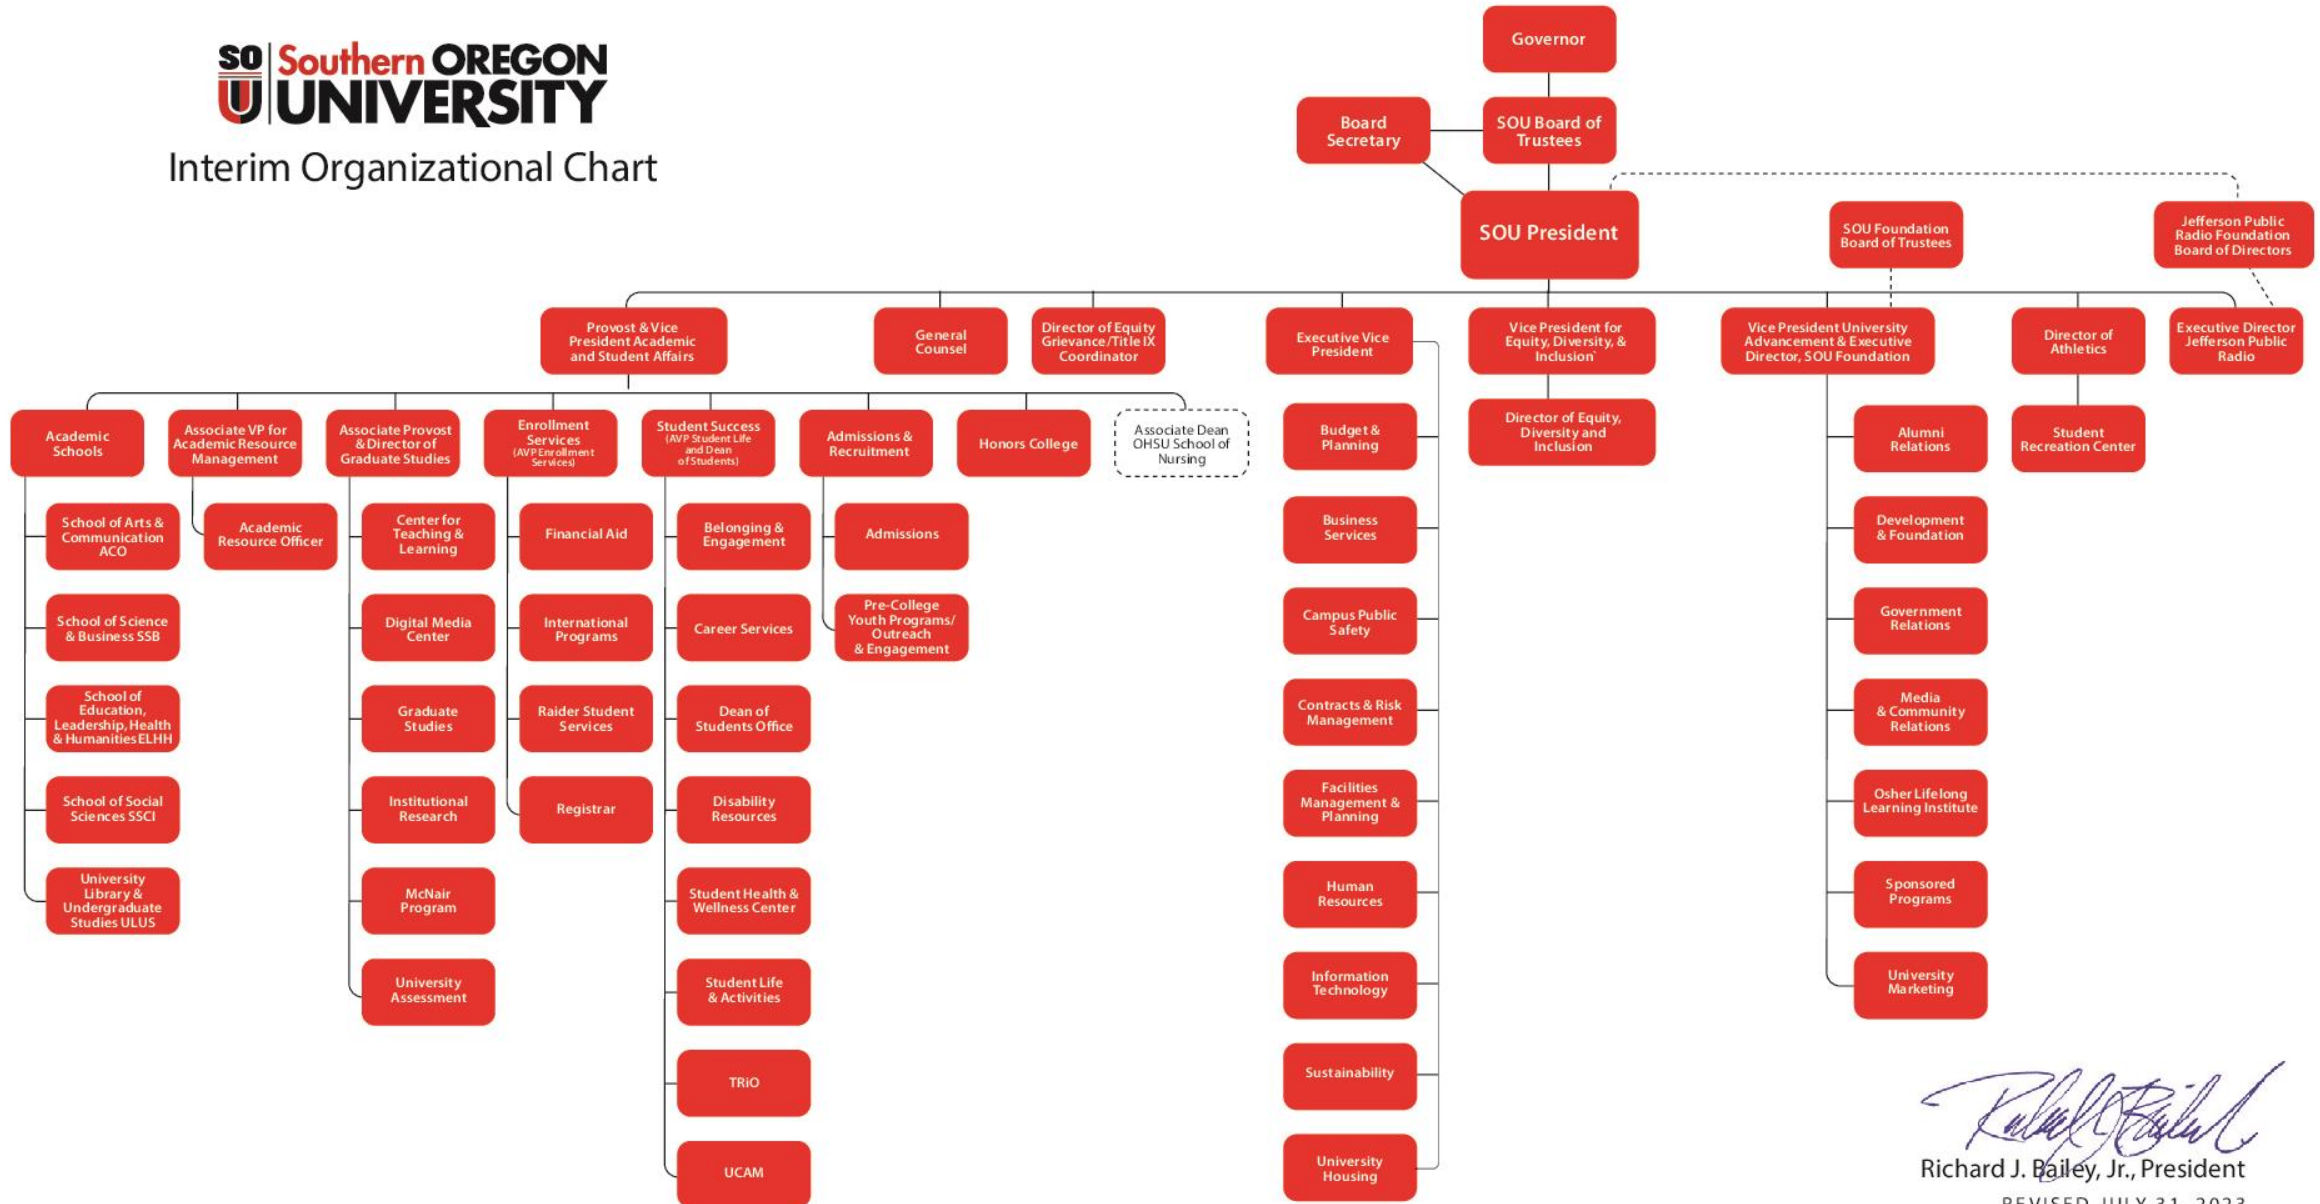 SO
U
Southern OREGON
UNIVERSITY
Interim Organizational Chart
Governor
Board
Secretary
SOU Board of
Trustees
SOU President
SOU Foundation
Board of Trustees
Jefferson Public
Radio Foundation
Board of Directors
Provost & Vice
President Academic
and Student Affairs
General
Counsel
Director of Equity
Grievance/Title IX
Coordinator
Executive Vice
President
Vice President for
Equity, Diversity, &
Inclusion`
Vice President University
Advancement & Executive
Director, SOU Foundation
Director of
Athletics
Executive Director
Jefferson Public
Radio
Academic
Schools
Associate VP for
Academic Resource
Management
Associate Provost
& Director of
Graduate Studies
Enrollment
Services
(AVP Enrollment
Services)
Student Success
(AVP Student Life
and Dean
of Students)
Admissions &
Recruitment
Honors College
Associate Dean
OHSU School of
Nursing
School of Arts &
Communication
ACO
School of Science
& Business SSB
School of
Education,
Leadership, Health
& Humanities ELHH
School of Social
Sciences SSCI
University
Library &
Undergraduate
Studies ULUS
Academic
Resource Officer
Center for
Teaching &
Learning
Digital Media
Center
Graduate
Studies
Institutional
Research
McNair
Program
University
Assessment
Financial Aid
International
Programs
Raider Student
Services
Registrar
Belonging &
Engagement
Career Services
Dean of
Students Office
Disability
Resources
Student Health &
Wellness Center
Student Life
& Activities
TRiO
UCAM
Admissions
Pre-College
Youth Programs/
Outreach
& Engagement
Budget &
Planning
Business
Services
Campus Public
Safety
Contracts & Risk
Management
Facilities
Management &
Planning
Human
Resources
Information
Technology
Sustainability
University
Housing
Director of Equity,
Diversity and
Inclusion
Alumni
Relations
Development
& Foundation
Government
Relations
Media
& Community
Relations
Osher Lifelong
Learning Institute
Sponsored
Programs
University
Marketing
Student
Recreation Center
Richard J. Bailey, Jr., President
REVISED JULY 31, 2023